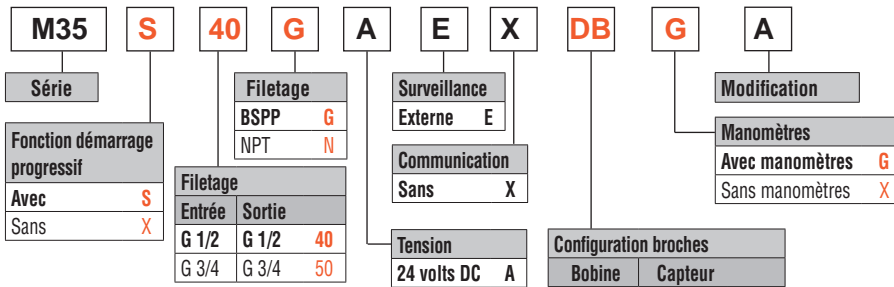 M35 S 40 G A E X DB G A
Série
Fonction démarrage
progressif
Avec S
Sans X
Filetage
BSPP G
NPT N
Filetage
Entrée Sortie
G 1/2 G 1/2 40
G 3/4 G 3/4 50
Surveillance
Externe E
Communication
Sans X
Tension
24 volts DC A
Configuration broches
Bobine Capteur
Modification
Manomètres
Avec manomètres G
Sans manomètres X